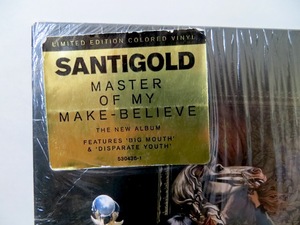 LIMITED EDITION COLORED VINYL
SANTIGOLD
MASTER
OF MY
MAKE-BELIEVE
THE NEW ALBUM
FEATURES 'BIG MOUTH'
& 'DISPARATE YOUTH'
530435-1